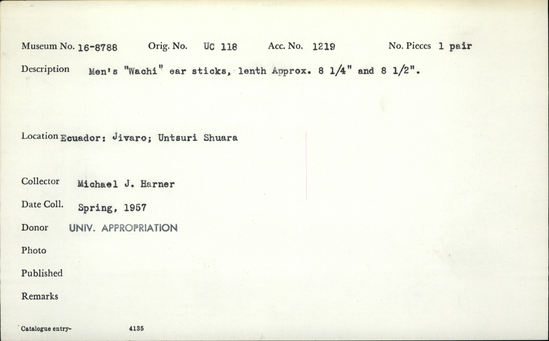 Museum No. 16-8788 Orig. No. UC 118 Acc. No. 1219 No. Pieces 1 pair
Description Men's "Wachi" ear sticks, lenth Approx. 8 1/4" and 8 1/2".
Location Ecuador: Jivaro; Untsuri Shuara
Collector Michael J. Harner
Date Coll. Spring, 1957
Donor UNIV. APPROPRIATION
Photo
Published
Remarks
Catalogue entry- 4135